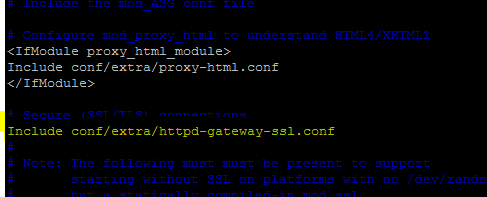 # Include the mod_ABS conf file
# Configure mod_proxy_html to understand HTML4/XHTML1
<IfModule proxy_html_module>
Include conf/extra/proxy-html.conf
</IfModule>
# Secure (SSL/TLS) connections
Include conf/extra/httpd-gateway-ssl.conf
#
# Note: The following must must be present to support
# starting without SSL on platforms with no /dev/rando
# but a statically compiled-in mod_ssl